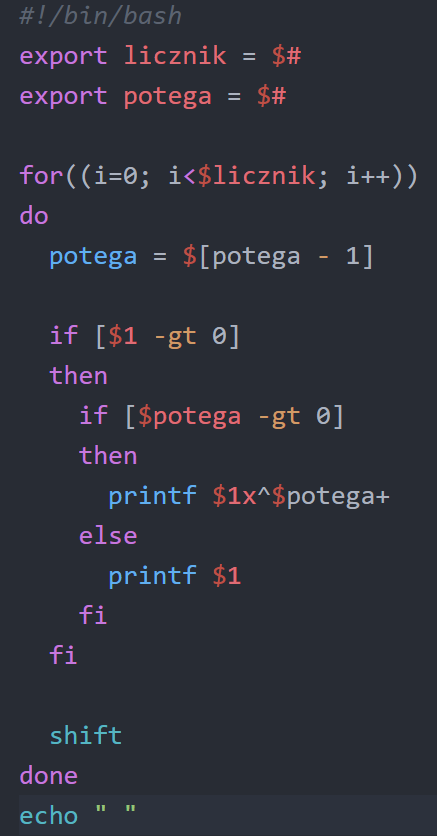 #!/bin/bash
export licznik = $#
export potega = $#
for((i=0; i<$licznik; i++))
do
potega = $[potega - 1]
if [$1 -gt 0]
then
if [$potega -gt 0]
then
printf $1x^$potega+
else
printf $1
fi
fi
shift
done
echo " "